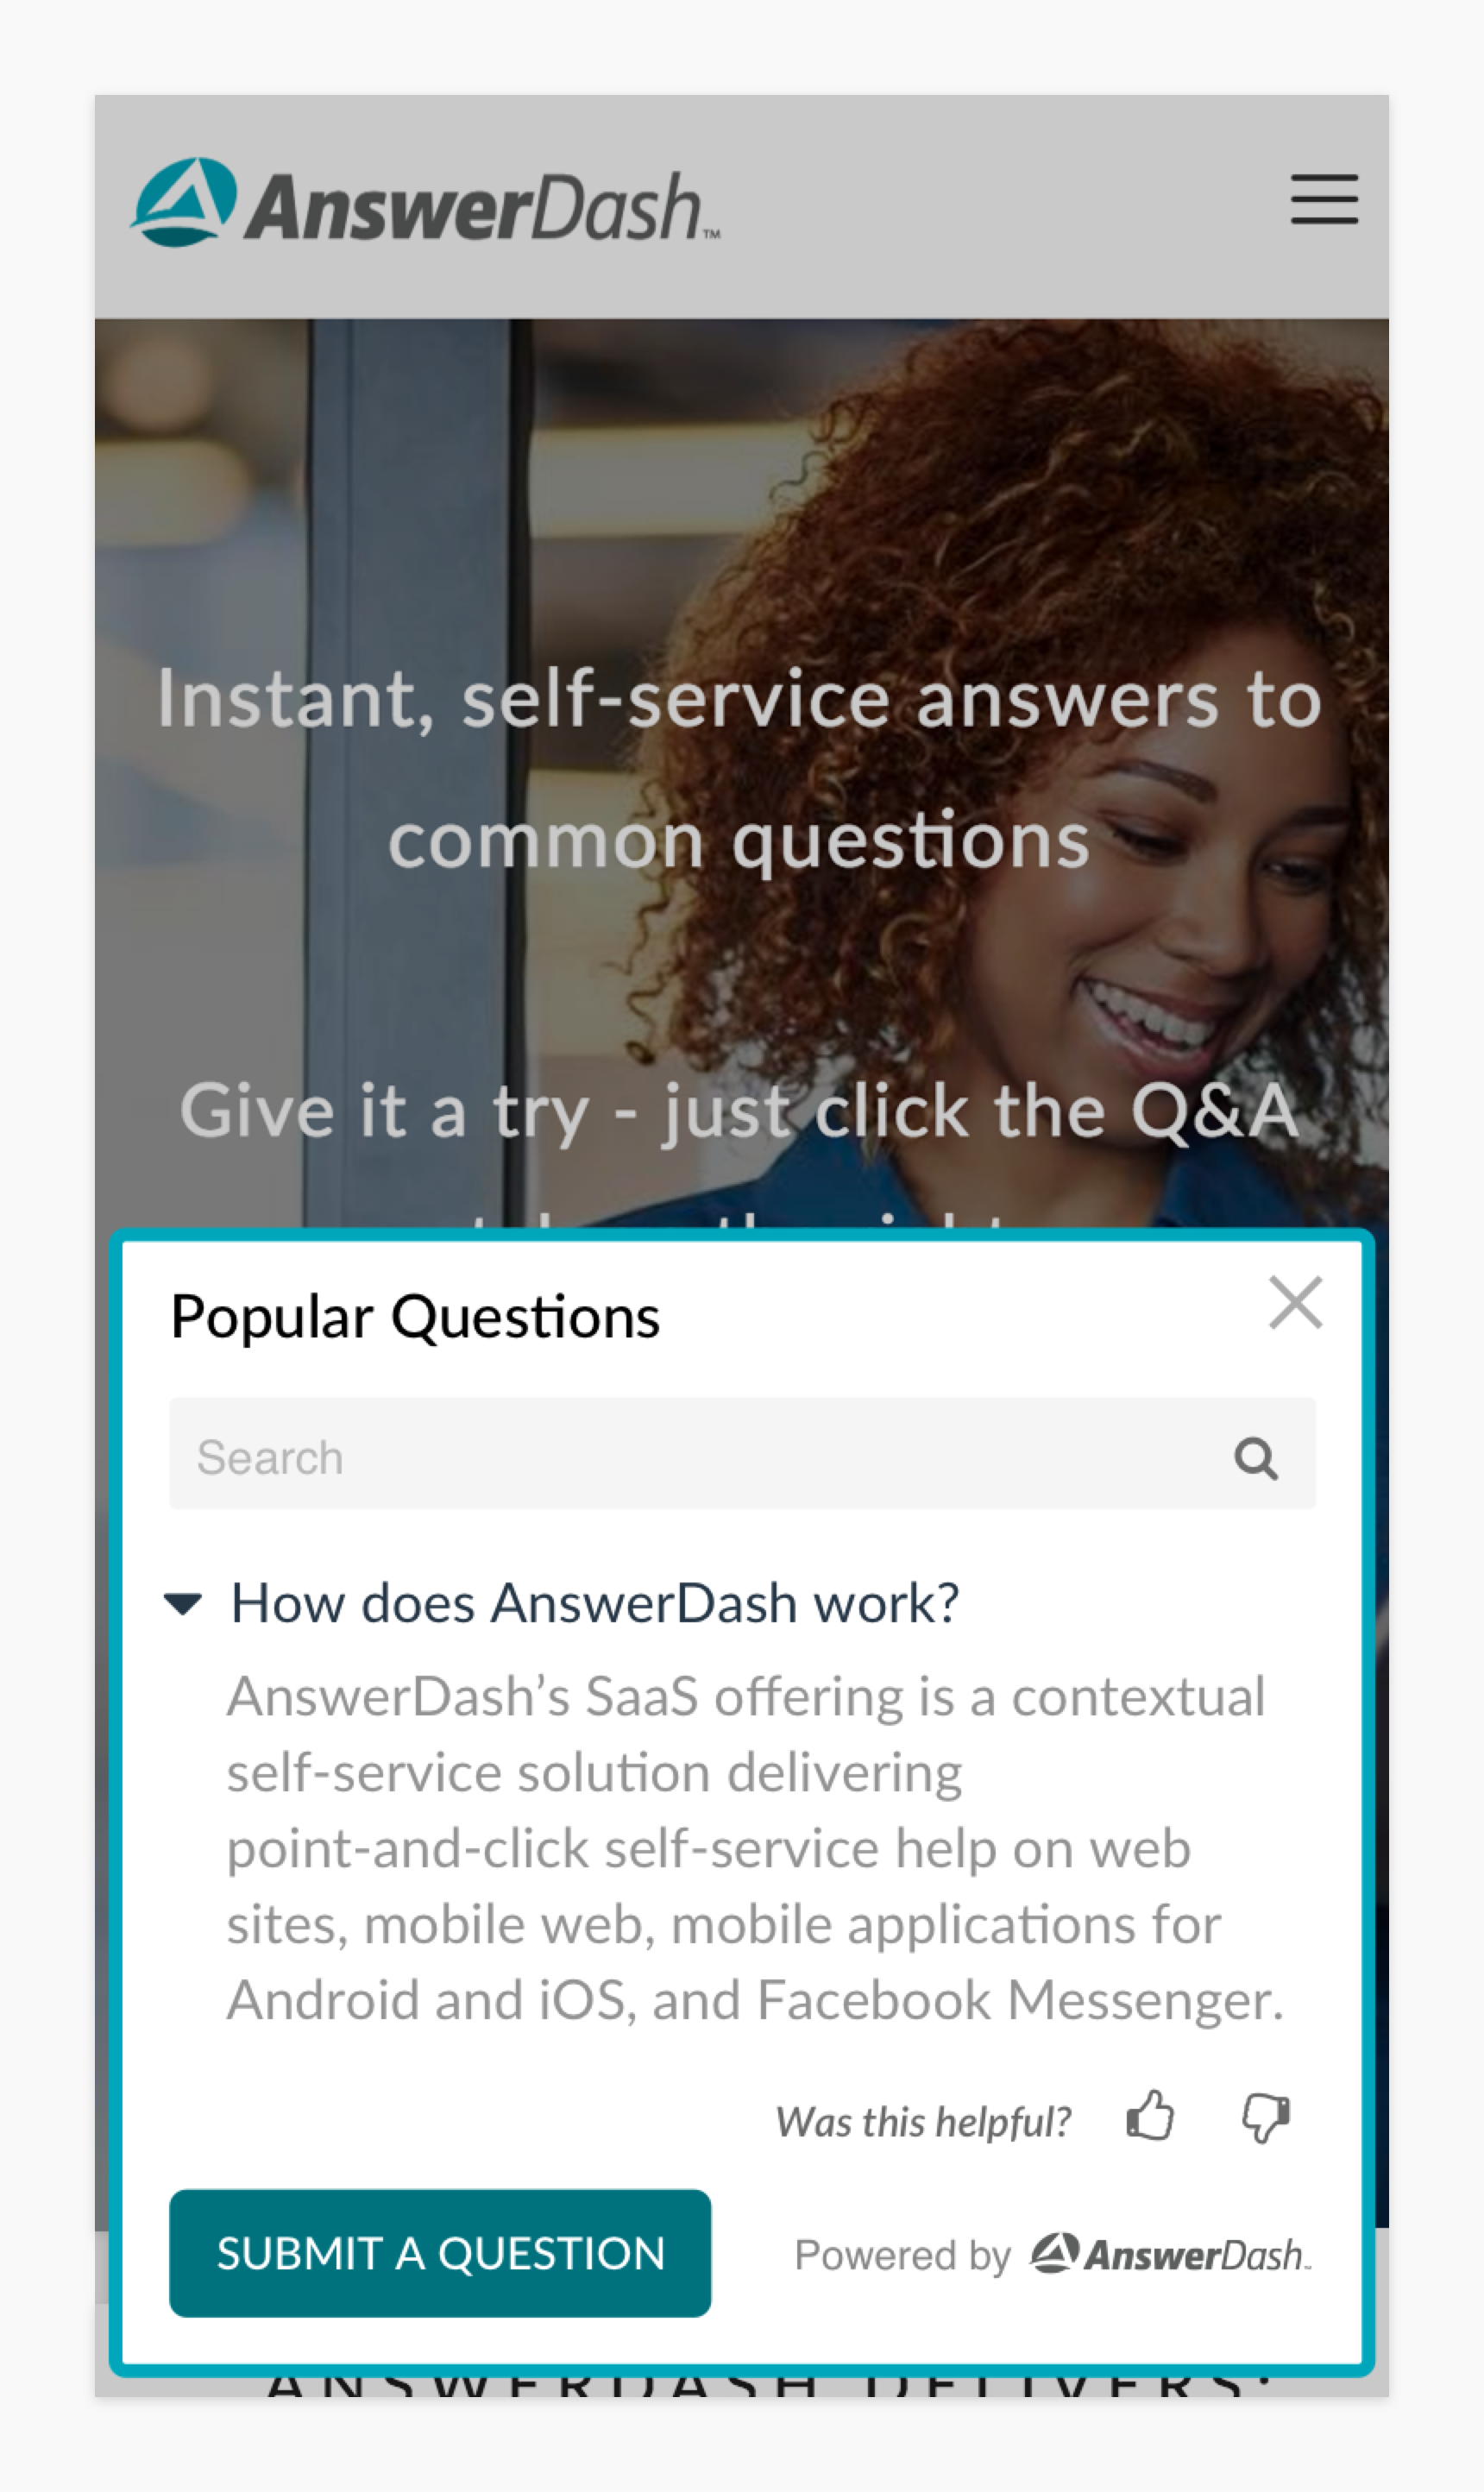 AnswerDash™
Instant, self-service answers to
common questions
Give it a try - just click the Q&A
Popular Questions
Search
How does AnswerDash work?
AnswerDash’s SaaS offering is a contextual
self-service solution delivering
point-and-click self-service help on web
sites, mobile web, mobile applications for
Android and iOS, and Facebook Messenger.
Was this helpful?
SUBMIT A QUESTION
Powered by AnswerDash™
ANSWERDASH DELIVERS: